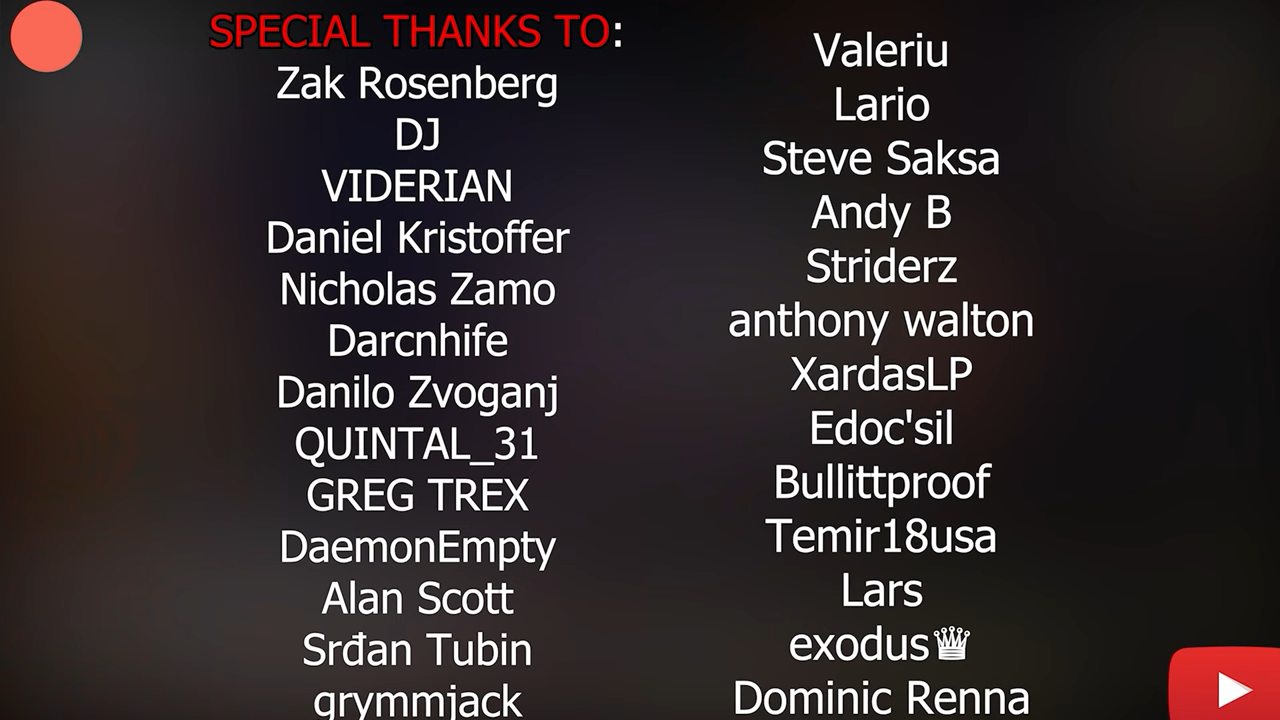 SPECIAL THANKS TO:
Zak Rosenberg
DJ
VIDERIAN
Daniel Kristoffer
Nicholas Zamo
Darcnhife
Danilo Zvoganj
QUINTAL_31
GREG TREX
DaemonEmpty
Alan Scott
Srđan Tubin
grymmjack
Valeriu
Lario
Steve Saksa
Andy B
Striderz
anthony walton
XardasLP
Edoc'sil
Bullittproof
Temir18usa
Lars
exodus♛
Dominic Renna